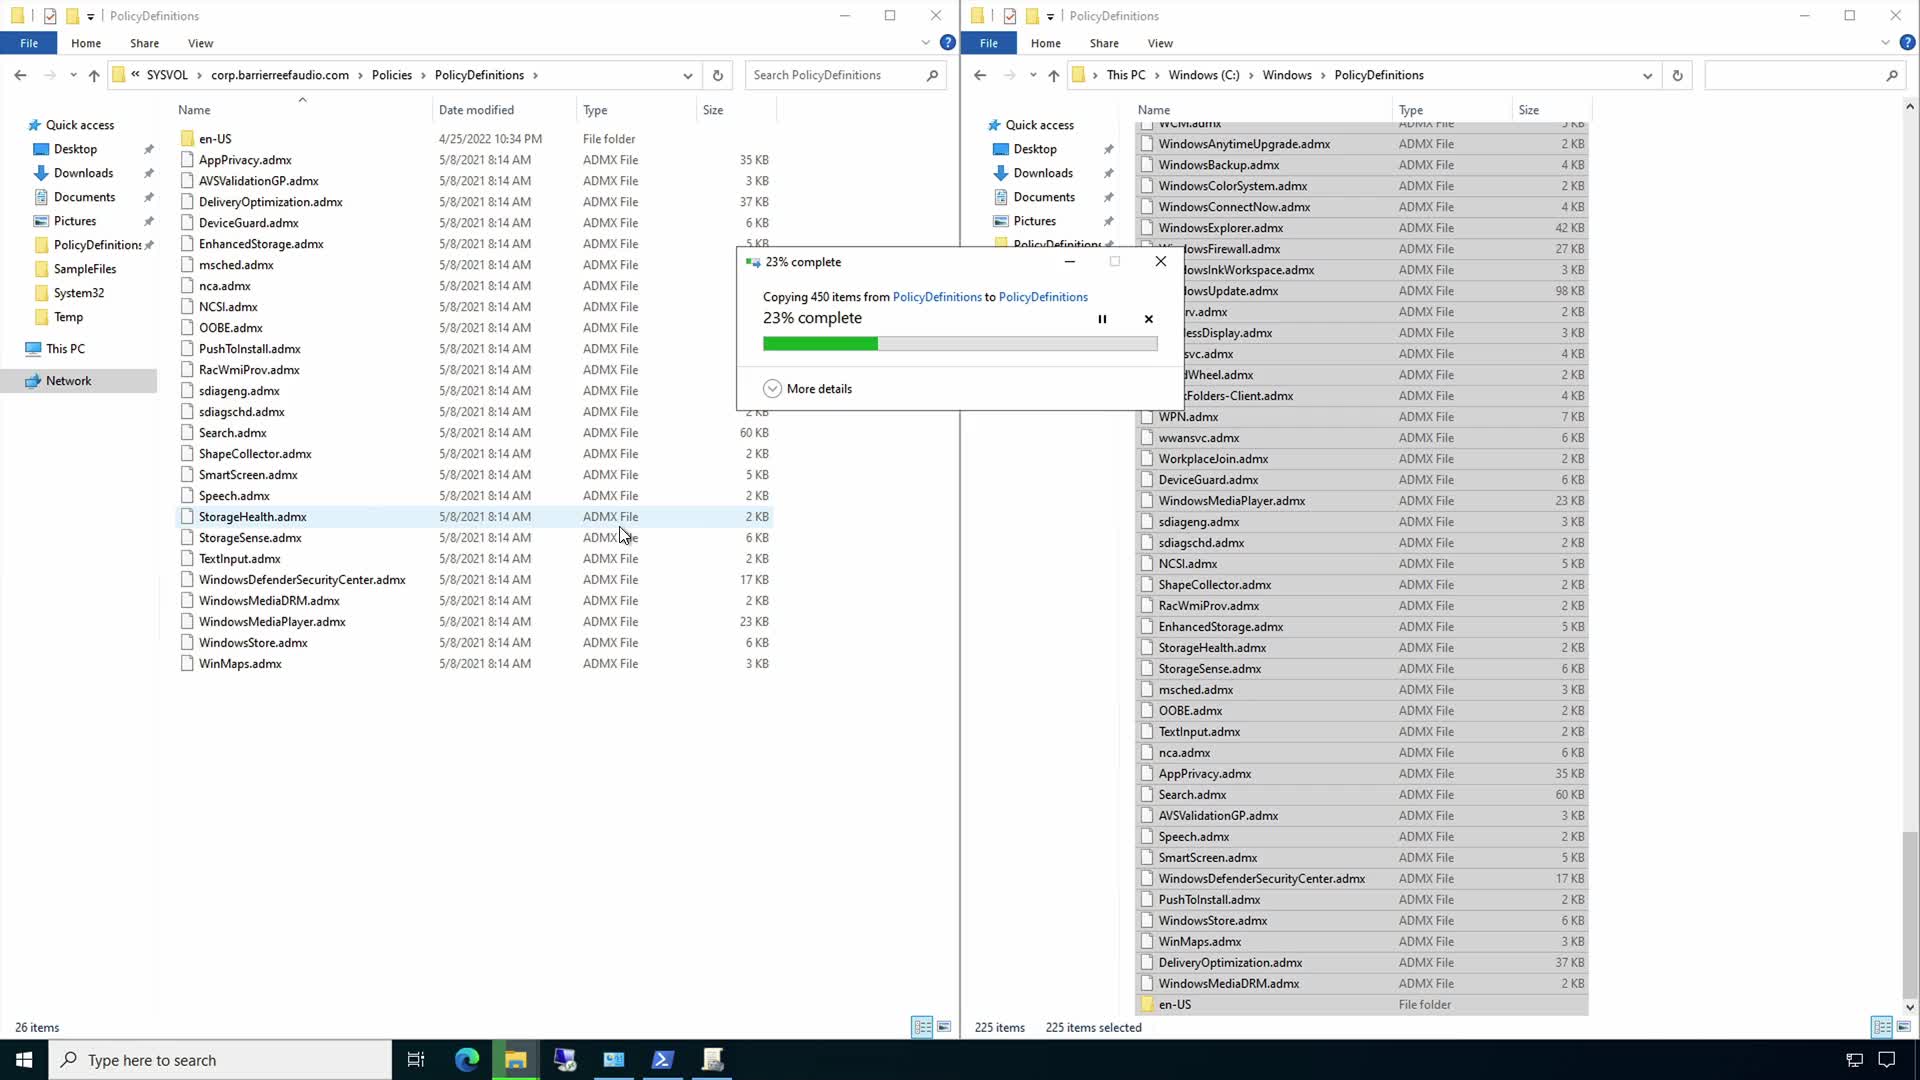 PolicyDefinitions
File Home Share View
« SYSVOL › corp.barrierreefaudio.com › Policies › PolicyDefinitions ›
Search PolicyDefinitions
Quick access
Desktop
Downloads
Documents
Pictures
PolicyDefinitions
SampleFiles
System32
Temp
This PC
Network
Name Date modified Type Size
en-US 4/25/2022 10:34 PM File folder
AppPrivacy.admx 5/8/2021 8:14 AM ADMX File 35 KB
AVSValidationGP.admx 5/8/2021 8:14 AM ADMX File 3 KB
DeliveryOptimization.admx 5/8/2021 8:14 AM ADMX File 37 KB
DeviceGuard.admx 5/8/2021 8:14 AM ADMX File 6 KB
EnhancedStorage.admx 5/8/2021 8:14 AM ADMX File 5 KB
msched.admx 5/8/2021 8:14 AM ADMX File
nca.admx 5/8/2021 8:14 AM ADMX File
NCSI.admx 5/8/2021 8:14 AM ADMX File
OOBE.admx 5/8/2021 8:14 AM ADMX File
PushToInstall.admx 5/8/2021 8:14 AM ADMX File
RacWmiProv.admx 5/8/2021 8:14 AM ADMX File
sdiageng.admx 5/8/2021 8:14 AM ADMX File
sdiagschd.admx 5/8/2021 8:14 AM ADMX File 2 KB
Search.admx 5/8/2021 8:14 AM ADMX File 60 KB
ShapeCollector.admx 5/8/2021 8:14 AM ADMX File 2 KB
SmartScreen.admx 5/8/2021 8:14 AM ADMX File 5 KB
Speech.admx 5/8/2021 8:14 AM ADMX File 2 KB
StorageHealth.admx 5/8/2021 8:14 AM ADMX File 2 KB
StorageSense.admx 5/8/2021 8:14 AM ADMX File 6 KB
TextInput.admx 5/8/2021 8:14 AM ADMX File 2 KB
WindowsDefenderSecurityCenter.admx 5/8/2021 8:14 AM ADMX File 17 KB
WindowsMediaDRM.admx 5/8/2021 8:14 AM ADMX File 2 KB
WindowsMediaPlayer.admx 5/8/2021 8:14 AM ADMX File 23 KB
WindowsStore.admx 5/8/2021 8:14 AM ADMX File 6 KB
WinMaps.admx 5/8/2021 8:14 AM ADMX File 3 KB
26 items
23% complete
Copying 450 items from PolicyDefinitions to PolicyDefinitions
23% complete
More details
PolicyDefinitions
File Home Share View
This PC › Windows (C:) › Windows › PolicyDefinitions
Quick access
Desktop
Downloads
Documents
Pictures
PolicyDefinitions
Name Type Size
WCM.admx ADMX File 5 KB
WindowsAnytimeUpgrade.admx ADMX File 2 KB
WindowsBackup.admx ADMX File 4 KB
WindowsColorSystem.admx ADMX File 2 KB
WindowsConnectNow.admx ADMX File 4 KB
WindowsExplorer.admx ADMX File 42 KB
WindowsFirewall.admx ADMX File 27 KB
dowsInkWorkspace.admx ADMX File 3 KB
dowsUpdate.admx ADMX File 98 KB
rv.admx ADMX File 2 KB
lessDisplay.admx ADMX File 3 KB
svc.admx ADMX File 4 KB
dWheel.admx ADMX File 2 KB
Folders-Client.admx ADMX File 4 KB
WPN.admx ADMX File 7 KB
wwansvc.admx ADMX File 6 KB
WorkplaceJoin.admx ADMX File 2 KB
DeviceGuard.admx ADMX File 6 KB
WindowsMediaPlayer.admx ADMX File 23 KB
sdiageng.admx ADMX File 3 KB
sdiagschd.admx ADMX File 2 KB
NCSI.admx ADMX File 5 KB
ShapeCollector.admx ADMX File 2 KB
RacWmiProv.admx ADMX File 2 KB
EnhancedStorage.admx ADMX File 5 KB
StorageHealth.admx ADMX File 2 KB
StorageSense.admx ADMX File 6 KB
msched.admx ADMX File 3 KB
OOBE.admx ADMX File 2 KB
TextInput.admx ADMX File 2 KB
nca.admx ADMX File 6 KB
AppPrivacy.admx ADMX File 35 KB
Search.admx ADMX File 60 KB
AVSValidationGP.admx ADMX File 3 KB
Speech.admx ADMX File 2 KB
SmartScreen.admx ADMX File 5 KB
WindowsDefenderSecurityCenter.admx ADMX File 17 KB
PushToInstall.admx ADMX File 2 KB
WindowsStore.admx ADMX File 6 KB
WinMaps.admx ADMX File 3 KB
DeliveryOptimization.admx ADMX File 37 KB
WindowsMediaDRM.admx ADMX File 2 KB
en-US File folder
225 items 225 items selected
Type here to search